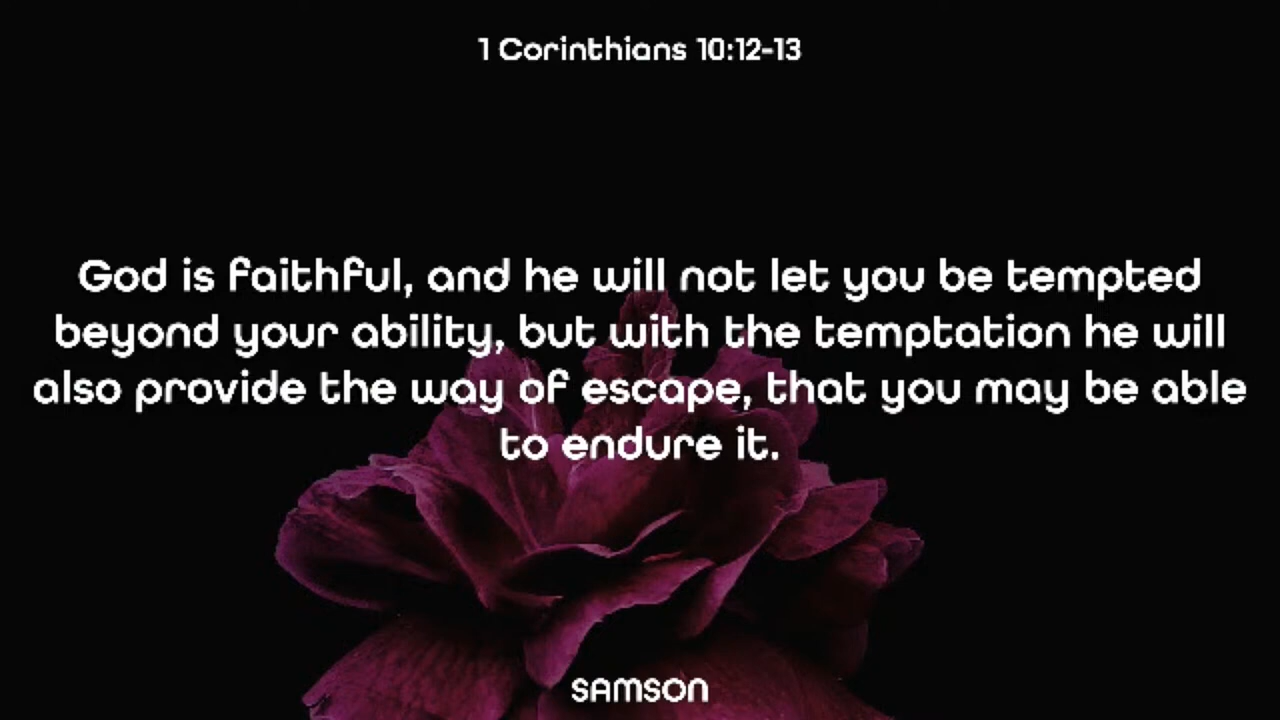 1 Corinthians 10:12-13
God is faithful, and he will not let you be tempted
beyond your ability, but with the temptation he will
also provide the way of escape, that you may be able
to endure it.
SAMSON